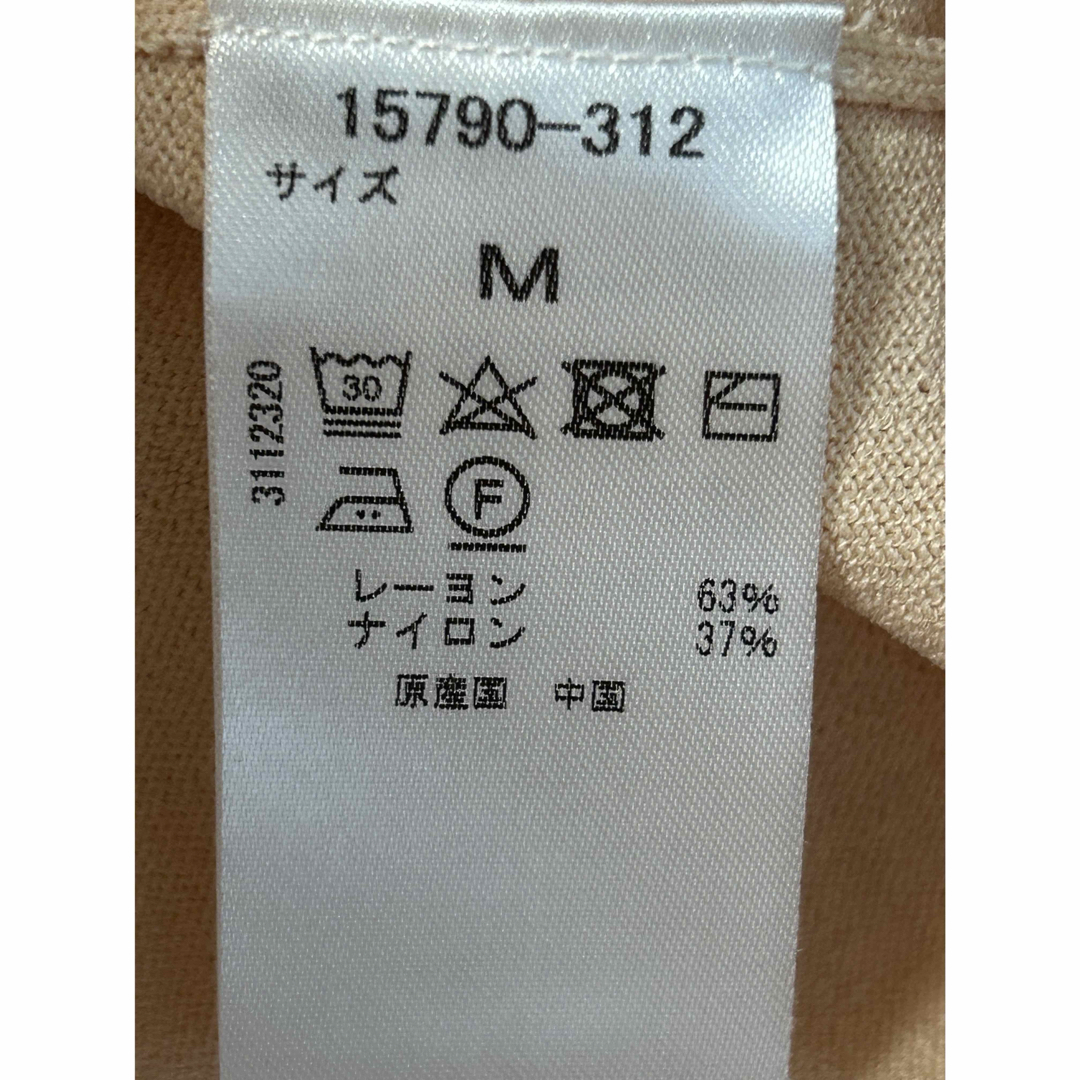 15790-312
サイズ
M
3112320
30
F
レーヨン 63%
ナイロン 37%
原産国 中国